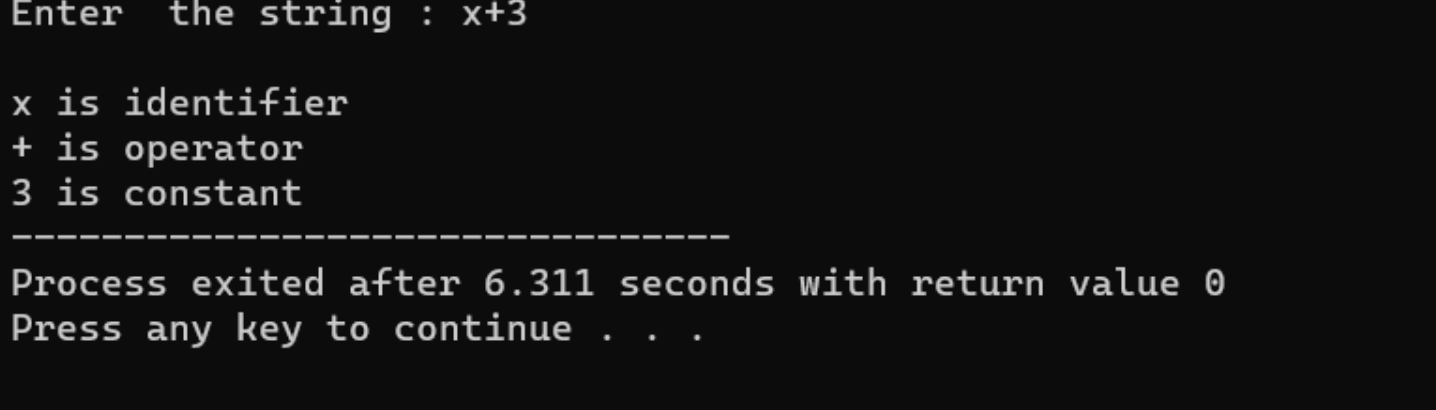 Enter  the string : x+3
x is identifier
+ is operator
3 is constant
--------------------------------
Process exited after 6.311 seconds with return value 0
Press any key to continue . . .